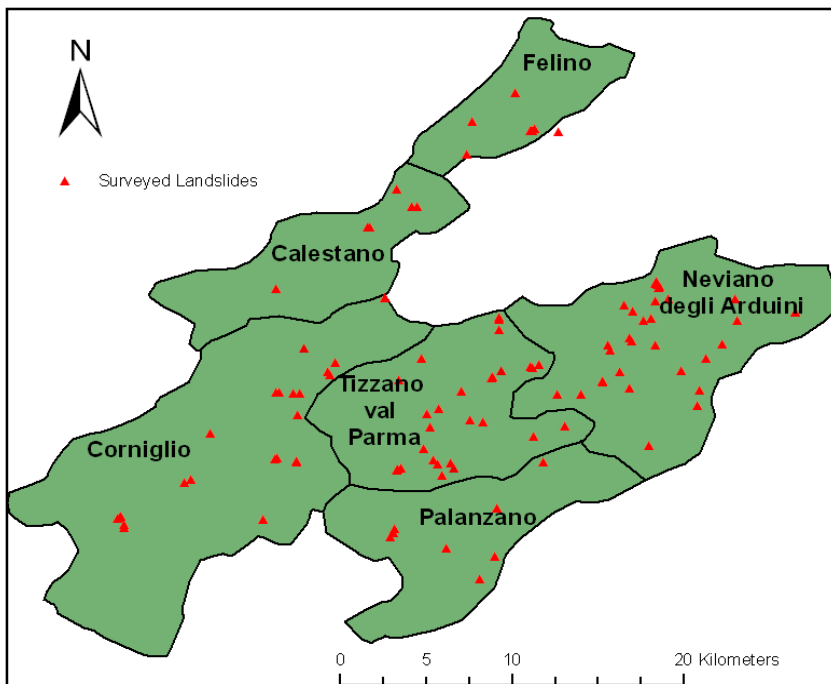 N
Felino
Surveyed Landslides
Calestano
Neviano
degli Arduini
Tizzano
val
Parma
Corniglio
Palanzano
0 5 10 20 Kilometers